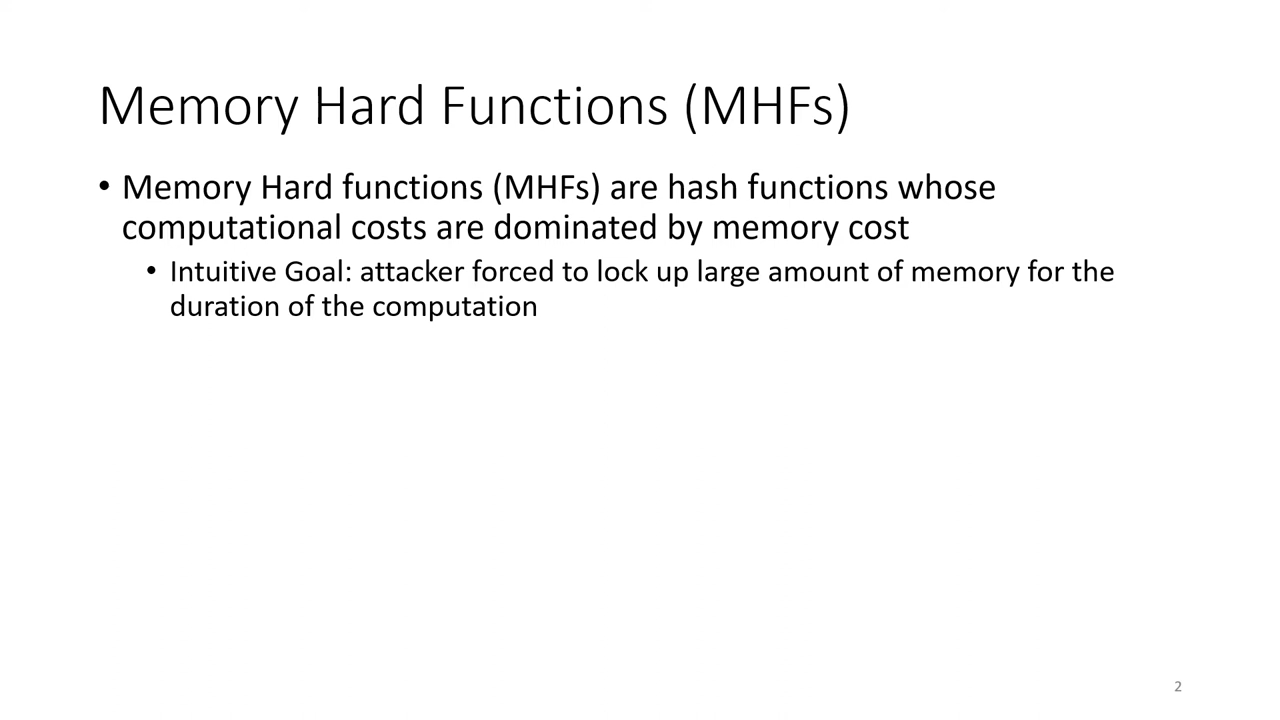 Memory Hard Functions (MHFs)
• Memory Hard functions (MHFs) are hash functions whose
computational costs are dominated by memory cost
• Intuitive Goal: attacker forced to lock up large amount of memory for the
duration of the computation
2